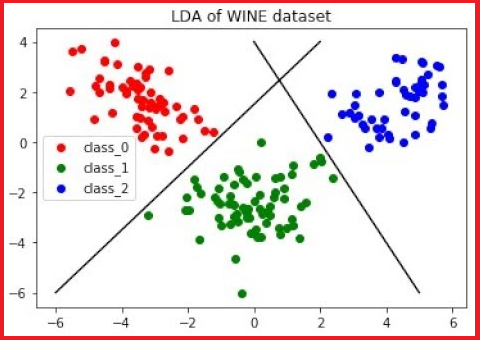 LDA of WINE dataset
4
2
0
−2
−4
−6
class_0
class_1
class_2
−6 −4 −2 0 2 4 6